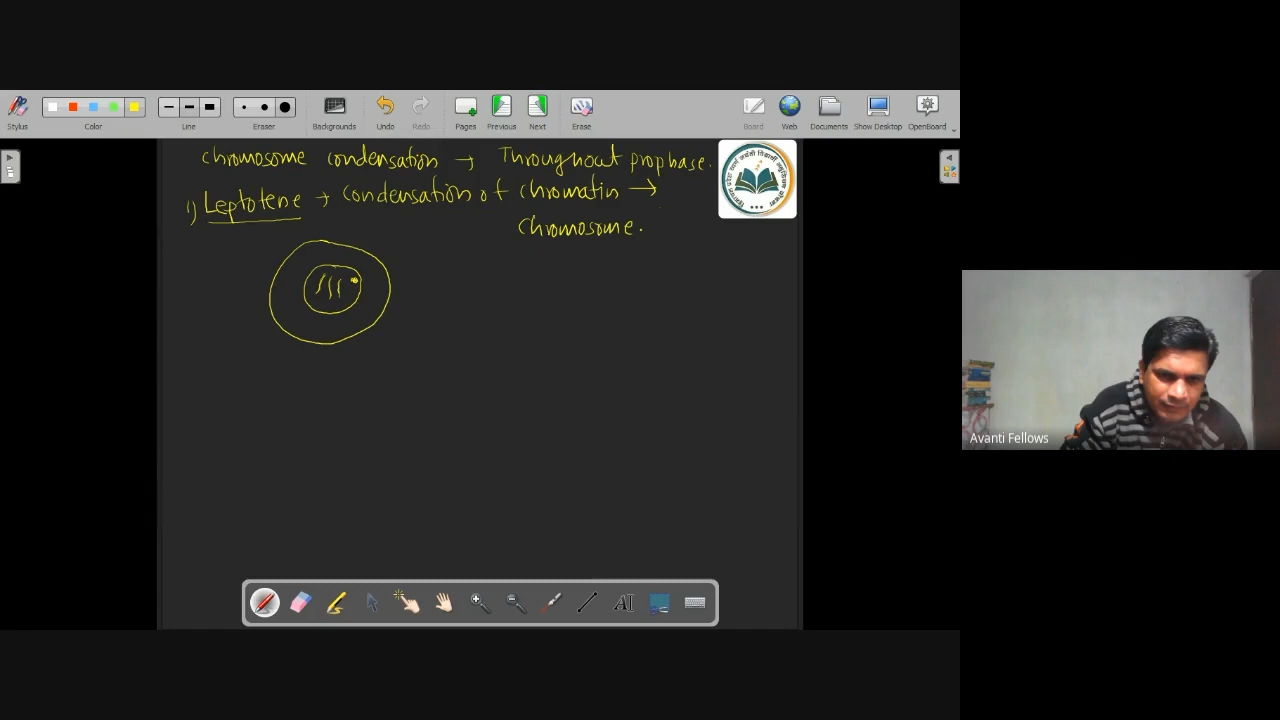 Stylus Color Line Eraser Backgrounds Undo Redo Pages Previous Next Erase Board Web Documents Show Desktop OpenBoard
chromosome condensation → Throughout prophase.
1) Leptotene → condensation of chromatin →
chromosome.
Avanti Fellows
AI